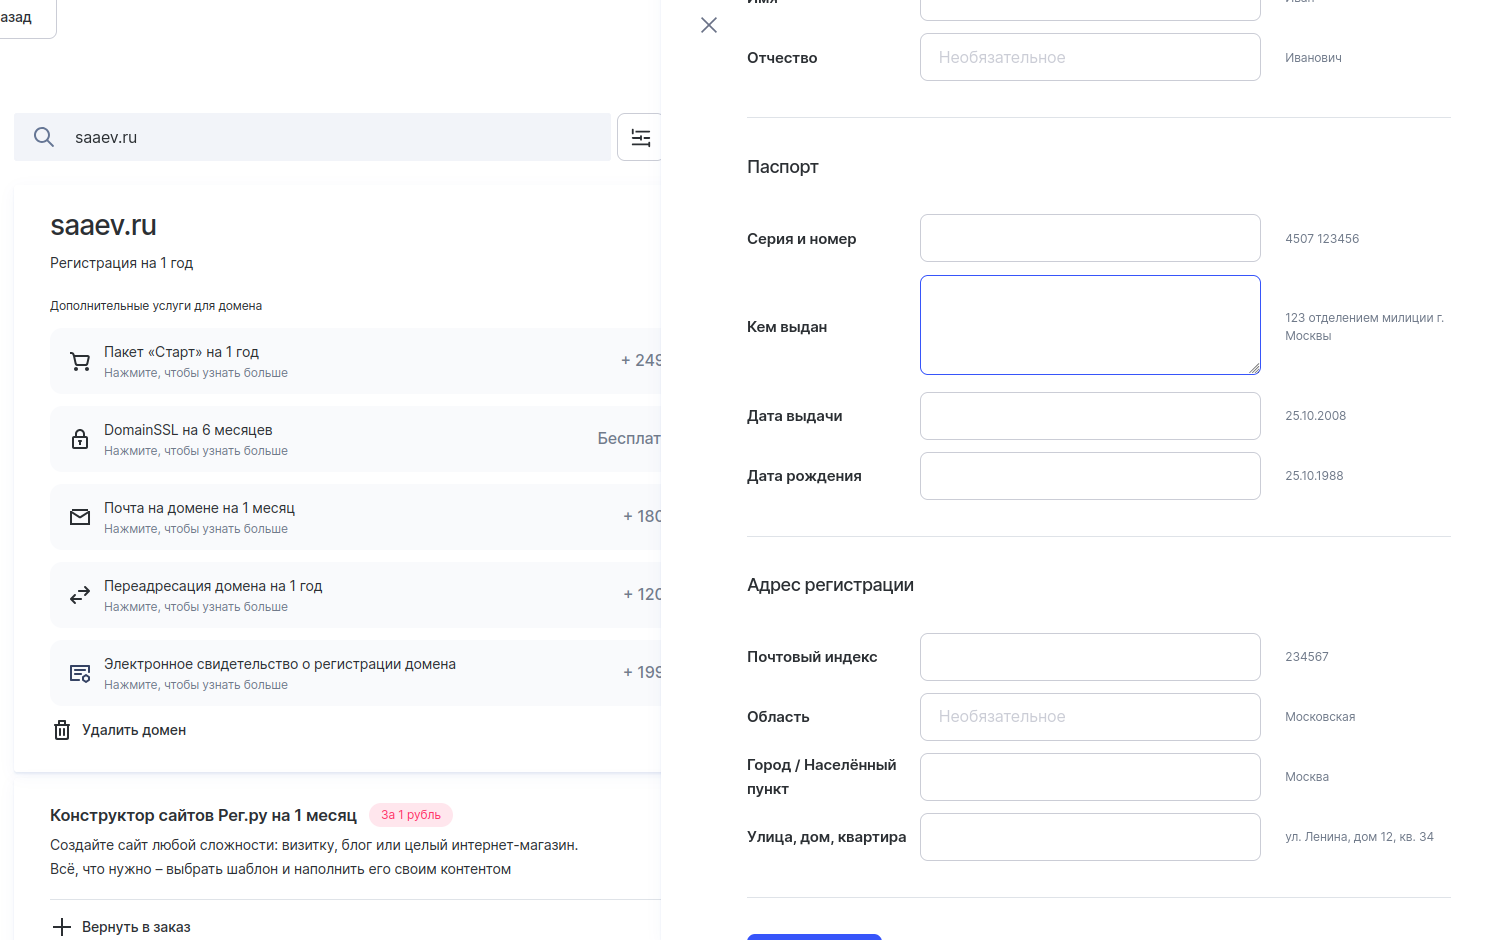 азад
saaev.ru
saaev.ru
Регистрация на 1 год
Дополнительные услуги для домена
Пакет «Старт» на 1 год
Нажмите, чтобы узнать больше
+ 249
DomainSSL на 6 месяцев
Нажмите, чтобы узнать больше
Бесплат
Почта на домене на 1 месяц
Нажмите, чтобы узнать больше
+ 180
Переадресация домена на 1 год
Нажмите, чтобы узнать больше
+ 120
Электронное свидетельство о регистрации домена
Нажмите, чтобы узнать больше
+ 199
Удалить домен
Конструктор сайтов Рег.ру на 1 месяц За 1 рубль
Создайте сайт любой сложности: визитку, блог или целый интернет-магазин.
Всё, что нужно – выбрать шаблон и наполнить его своим контентом
Вернуть в заказ
Имя Иван
Отчество Необязательное Иванович
Паспорт
Серия и номер 4507 123456
Кем выдан
123 отделением милиции г.
Москвы
Дата выдачи 25.10.2008
Дата рождения 25.10.1988
Адрес регистрации
Почтовый индекс 234567
Область Необязательное Московская
Город / Населённый
пункт
Москва
Улица, дом, квартира ул. Ленина, дом 12, кв. 34